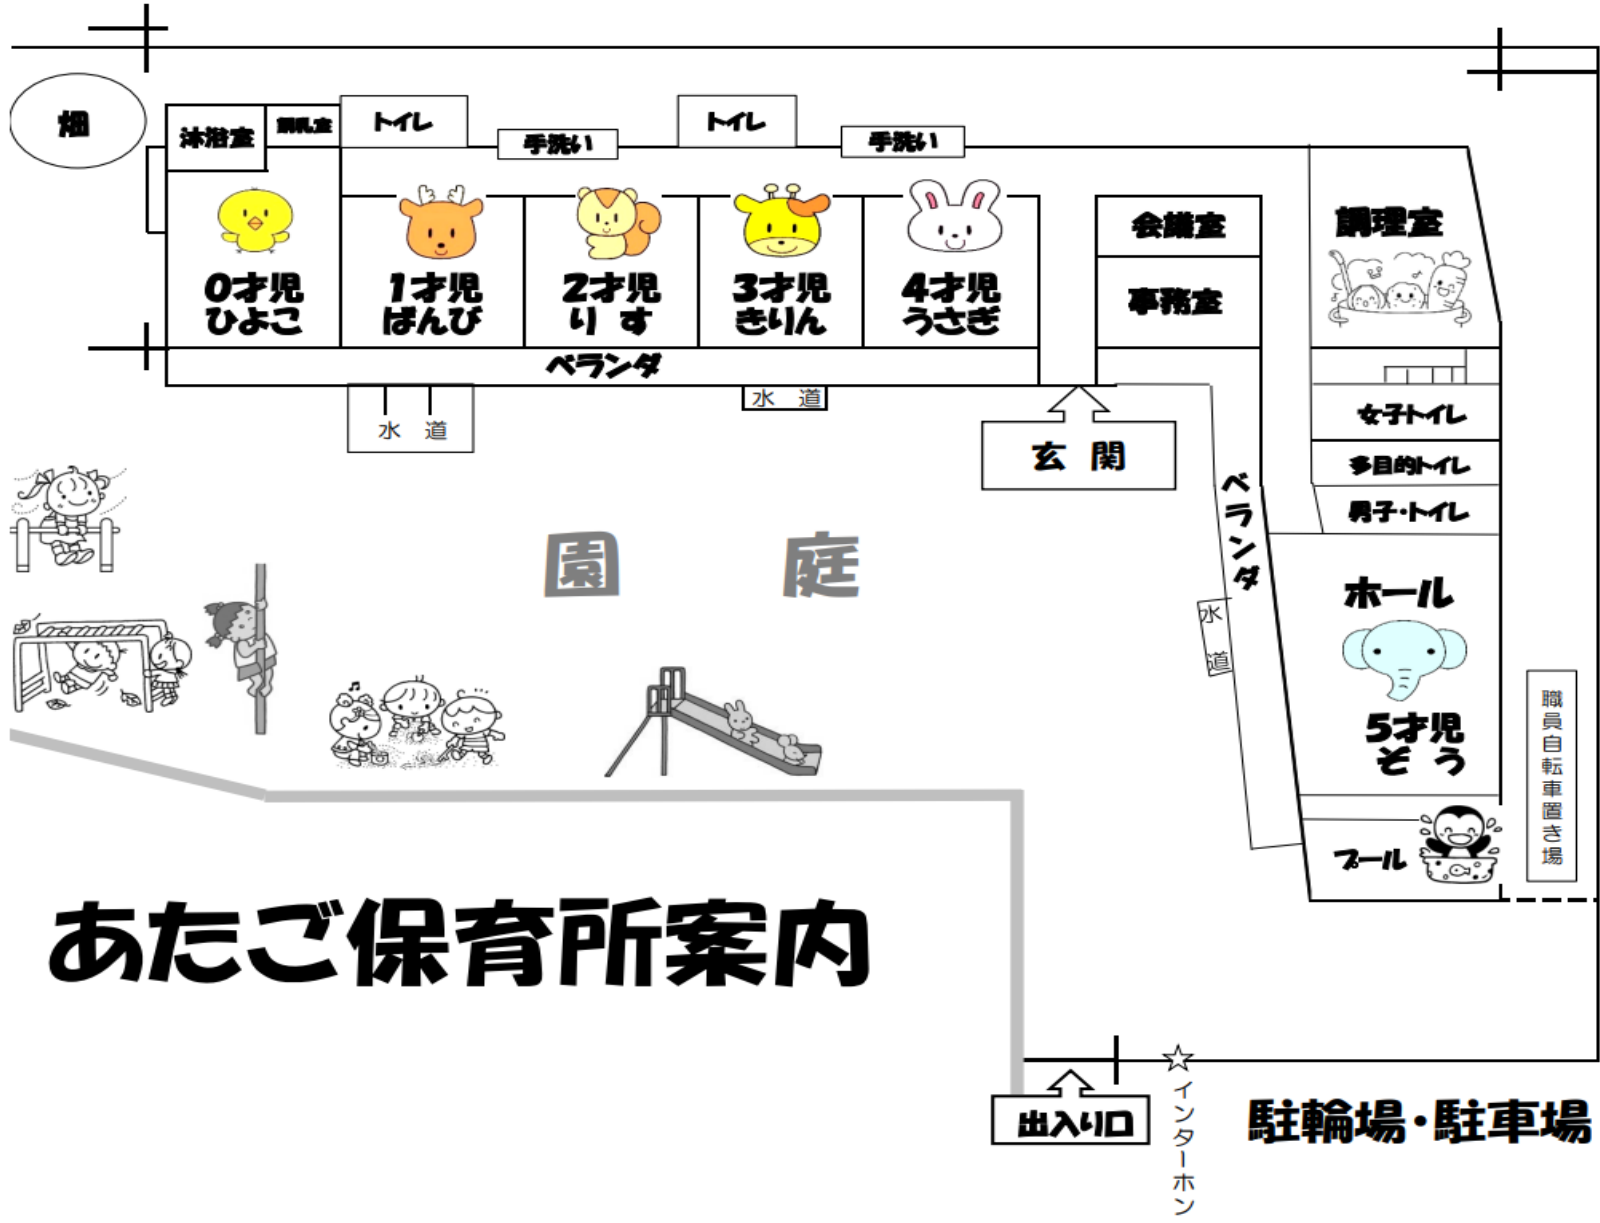 畑
沐浴室
調乳室
トイレ
手洗い
トイレ
手洗い
0才児
ひよこ
1才児
ばんび
2才児
りす
3才児
きりん
4才児
うさぎ
会議室
事務室
調理室
ベランダ
水道
水道
玄関
女子トイレ
多目的トイレ
男子・トイレ
ベランダ
水道
園庭
ホール
5才児
ぞう
プール
職員自転車置き場
あたご保育所案内
出入り口
インターホン
駐輪場・駐車場